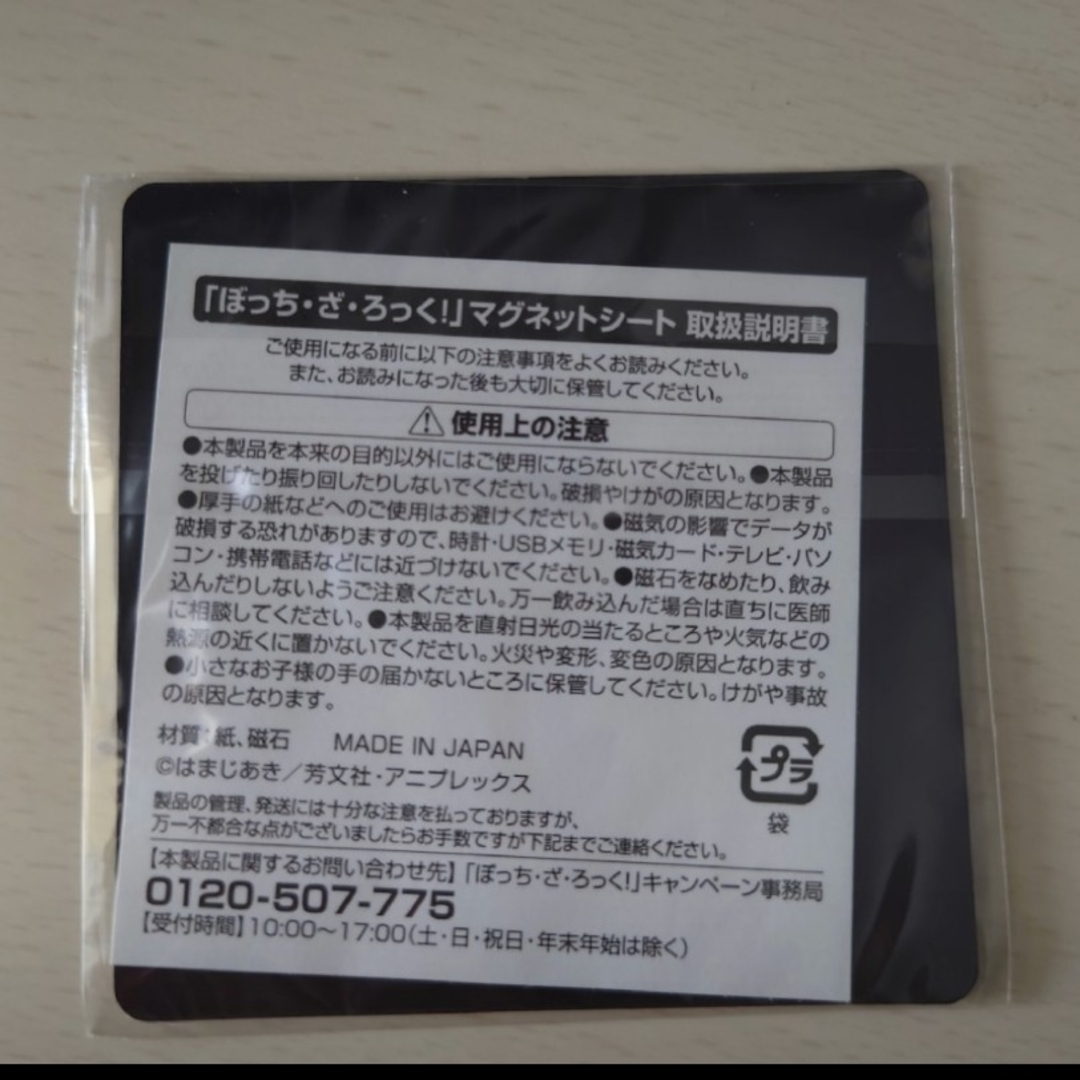 「ぼっち・ざ・ろっく!」マグネットシート 取扱説明書
ご使用になる前に以下の注意事項をよくお読みください。
また、お読みになった後も大切に保管してください。
⚠使用上の注意
●本製品を本来の目的以外にはご使用にならないでください。●本製品
を投げたり振り回したりしないでください。破損やけがの原因となります。
●厚手の紙などへのご使用はお避けください。●磁気の影響でデータが
破損する恐れがありますので、時計・USBメモリ・磁気カード・テレビ・パソ
コン・携帯電話などには近づけないでください。●磁石をなめたり、飲み
込んだりしないようご注意ください。万一飲み込んだ場合は直ちに医師
に相談してください。●本製品を直射日光の当たるところや火気などの
熱源の近くに置かないでください。火災や変形、変色の原因となります。
●小さなお子様の手の届かないところに保管してください。けがや事故
の原因となります。
材質:紙、磁石 MADE IN JAPAN
©はまじあき/芳文社・アニプレックス
プラ
袋
製品の管理、発送には十分な注意を払っておりますが、
万一不都合な点がございましたらお手数ですが下記までご連絡ください。
【本製品に関するお問い合わせ先】「ぼっち・ざ・ろっく!」キャンペーン事務局
0120-507-775
【受付時間】10:00〜17:00(土・日・祝日・年末年始は除く)